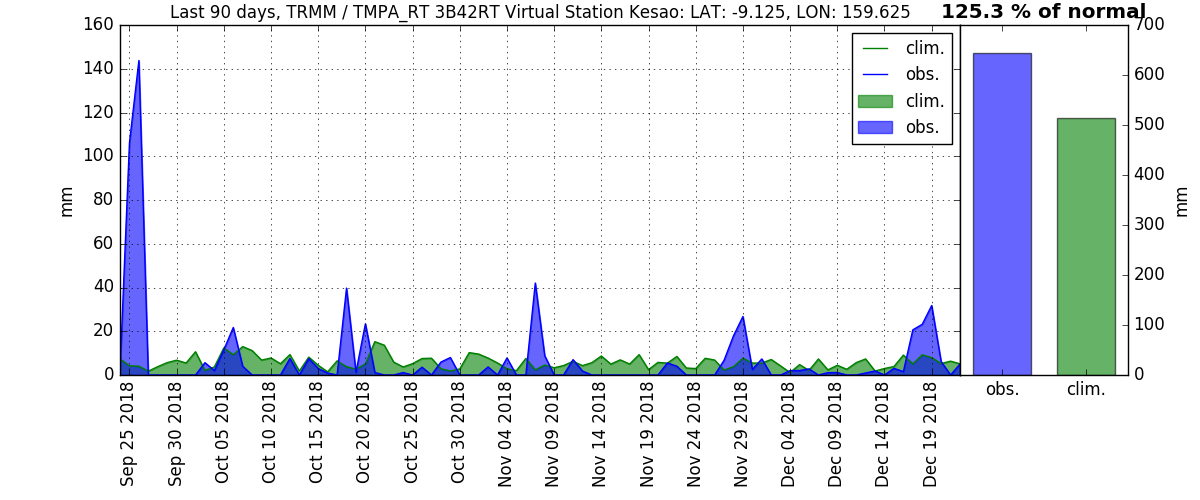 Last 90 days, TRMM / TMPA_RT 3B42RT Virtual Station Kesao: LAT: -9.125, LON: 159.625
125.3 % of normal
mm
160
140
120
100
80
60
40
20
0
clim.
obs.
clim.
obs.
700
600
500
400
300
200
100
0
mm
Sep 25 2018
Sep 30 2018
Oct 05 2018
Oct 10 2018
Oct 15 2018
Oct 20 2018
Oct 25 2018
Oct 30 2018
Nov 04 2018
Nov 09 2018
Nov 14 2018
Nov 19 2018
Nov 24 2018
Nov 29 2018
Dec 04 2018
Dec 09 2018
Dec 14 2018
Dec 19 2018
obs.
clim.